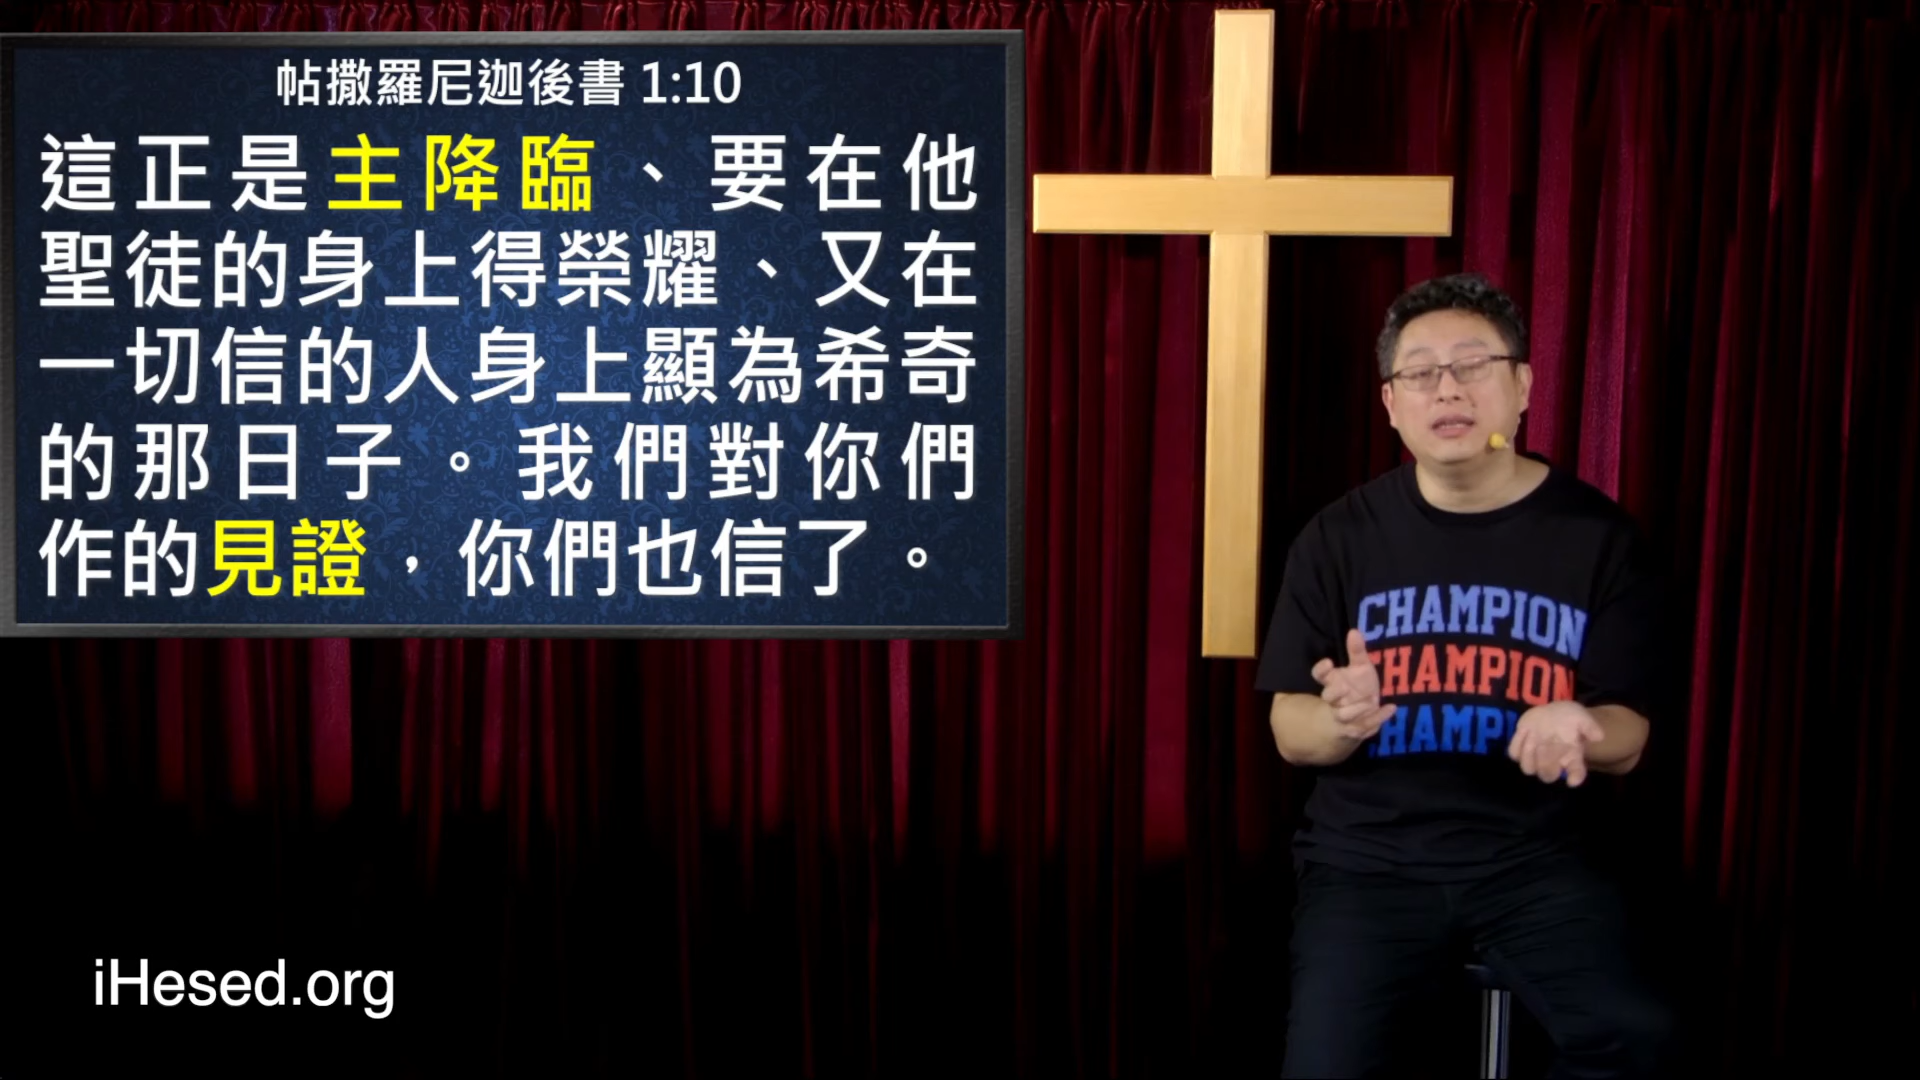 帖撒羅尼迦後書 1:10
這正是主降臨、要在他
聖徒的身上得榮耀、又在
一切信的人身上顯為希奇
的那日子。我們對你們
作的見證，你們也信了。
CHAMPION
CHAMPION
CHAMPI
iHesed.org